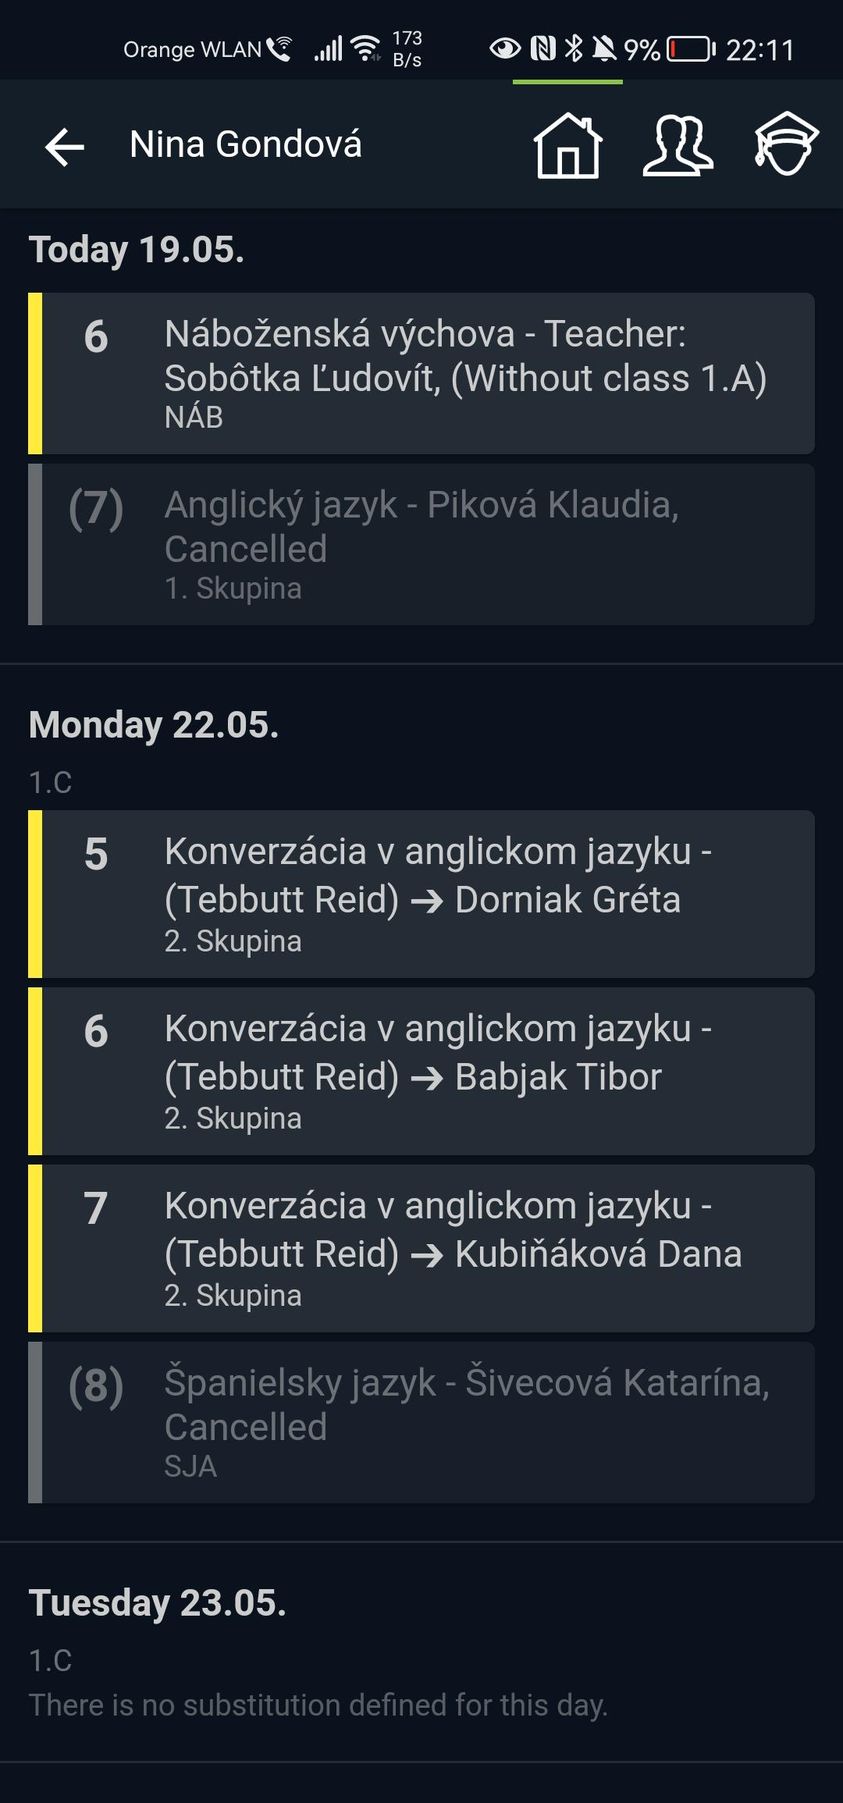 Orange WLAN 173 B/s 9% 22:11
Nina Gondová
Today 19.05.
6 Náboženská výchova - Teacher:
Sobôtka Ľudovít, (Without class 1.A)
NÁB
(7) Anglický jazyk - Piková Klaudia,
Cancelled
1. Skupina
Monday 22.05.
1.C
5 Konverzácia v anglickom jazyku -
(Tebbutt Reid) → Dorniak Gréta
2. Skupina
6 Konverzácia v anglickom jazyku -
(Tebbutt Reid) → Babjak Tibor
2. Skupina
7 Konverzácia v anglickom jazyku -
(Tebbutt Reid) → Kubiňáková Dana
2. Skupina
(8) Španielsky jazyk - Šivecová Katarína,
Cancelled
SJA
Tuesday 23.05.
1.C
There is no substitution defined for this day.